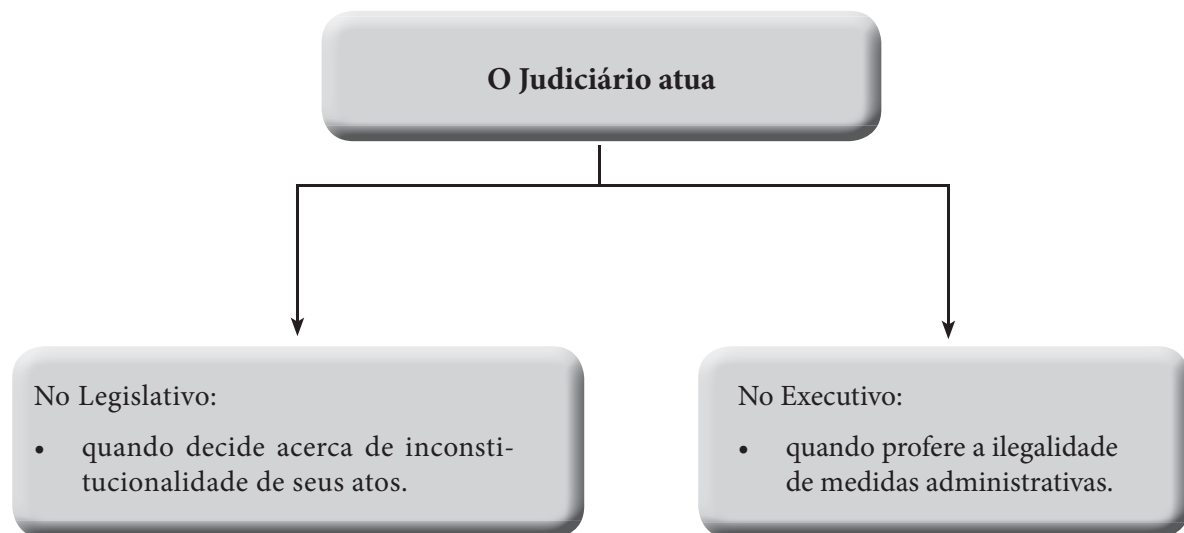 O Judiciário atua
No Legislativo:
• quando decide acerca de inconsti-
tucionalidade de seus atos.
No Executivo:
• quando profere a ilegalidade
de medidas administrativas.